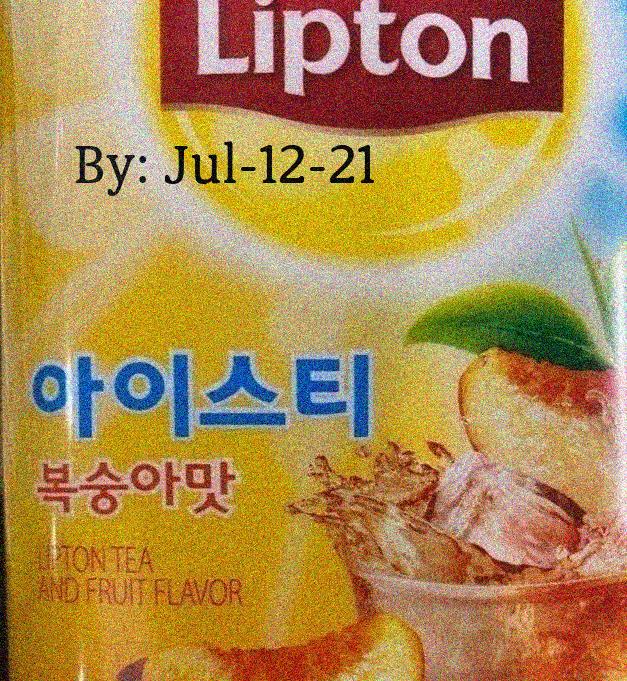 Lipton
By: Jul-12-21
아이스티
복숭아맛
LIPTON TEA
AND FRUIT FLAVOR